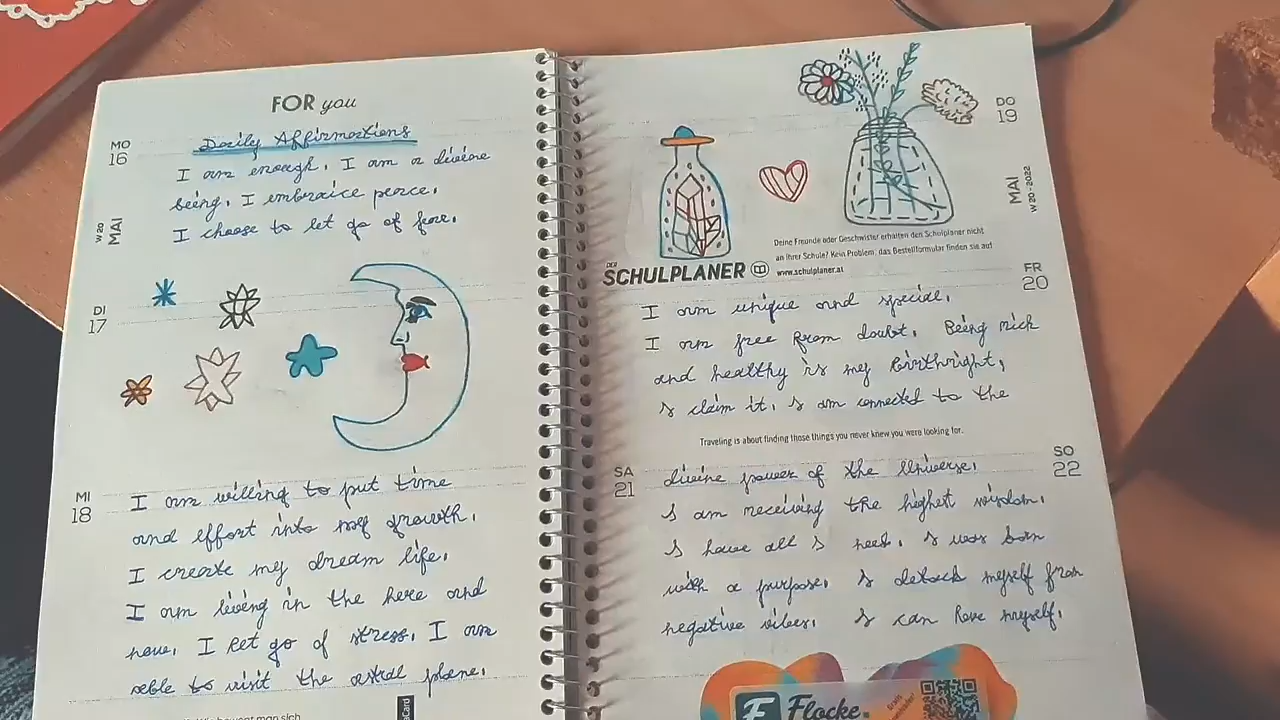 FOR you
MO
16
Daily Affirmations
I am enough. I am a divine
being. I embraice peace.
I choose to let go of fear.
W 20
MAI
DI
17
MI
18
I am willing to put time
and effort into my growth.
I create my dream life.
I am living in the here and
now. I let go of stress. I am
able to visit the astral plane.
man sich
DO
19
MAI
W 20 - 2022
Deine Freunde oder Geschwister erhalten den Schulplaner nicht
an ihrer Schule? Kein Problem: das Bestellformular finden sie auf
www.schulplaner.at
DER
SCHULPLANER
FR
20
I am unique and special.
I am free from doubt. Being rich
and healthy is my birthright,
I claim it. I am connected to the
Traveling is about finding those things you never knew you were looking for.
SA
21
SO
22
divine power of the Universe.
I am receiving the highest wisdom.
I have all I need. I was born
with a purpose. I detach myself from
negative vibes. I can love myself.
Flocke.